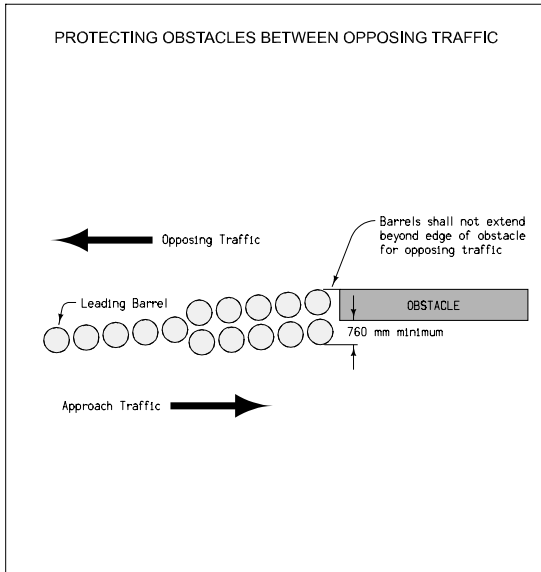 PROTECTING OBSTACLES BETWEEN OPPOSING TRAFFIC
Barrels shall not extend
beyond edge of obstacle
for opposing traffic
Opposing Traffic
Leading Barrel
OBSTACLE
760 mm minimum
Approach Traffic